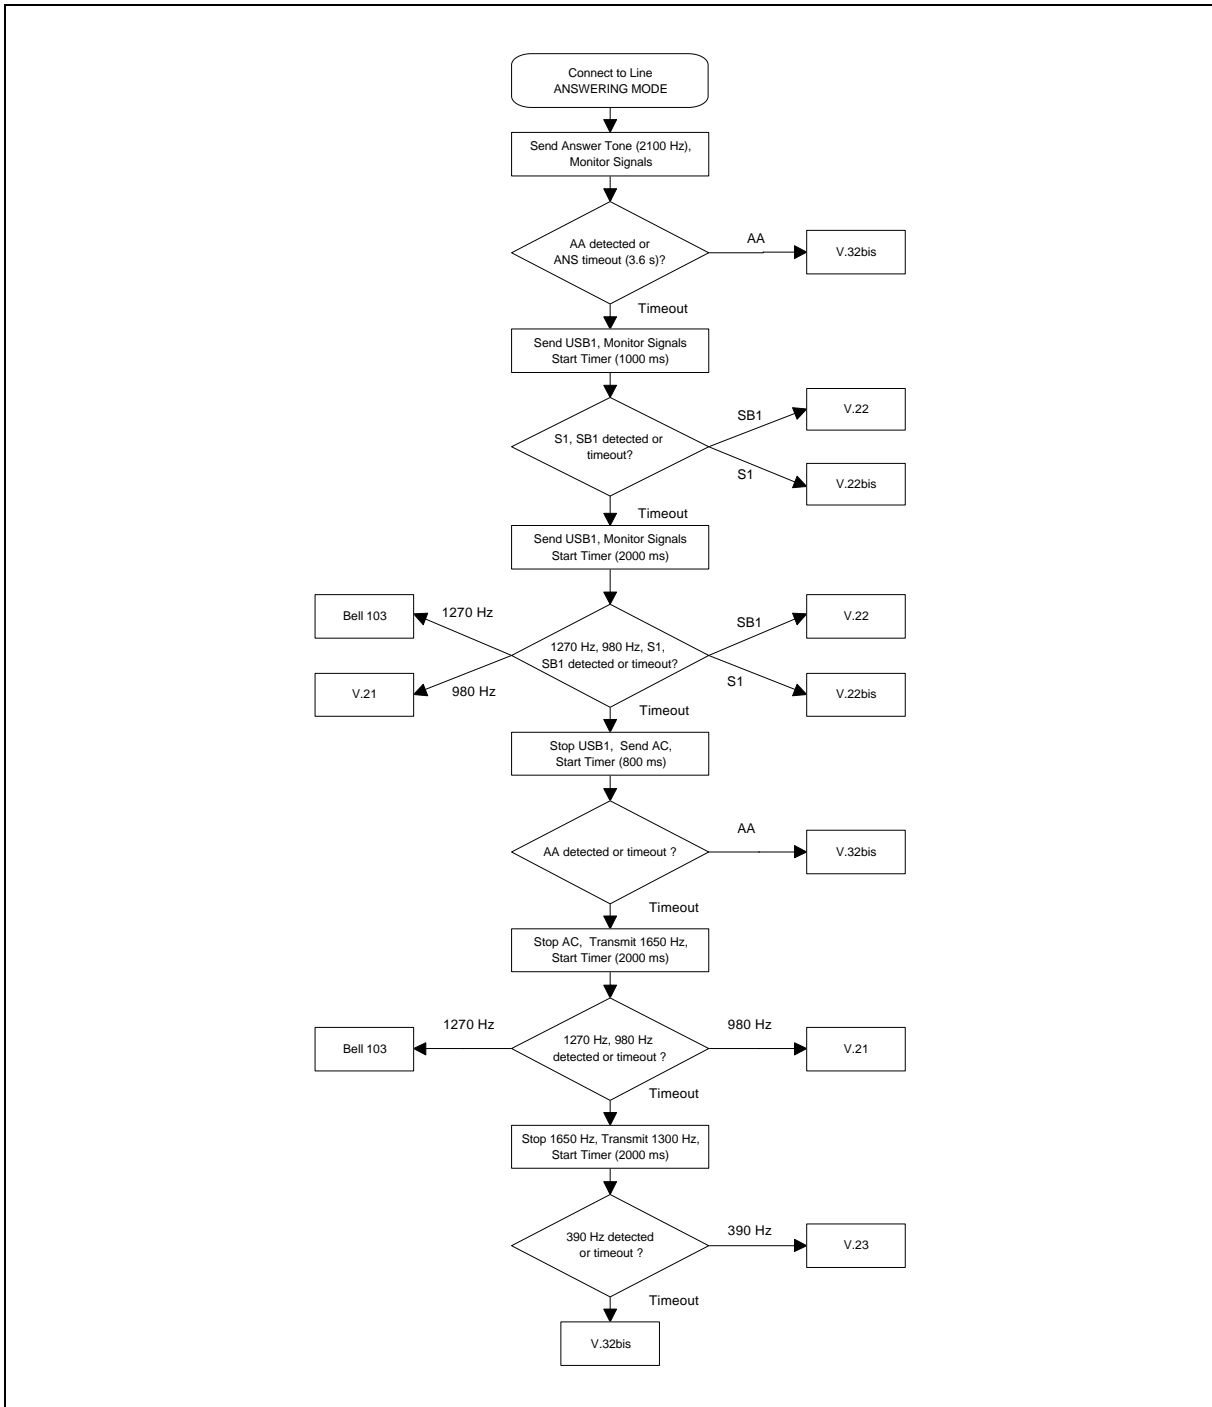 Connect to Line
ANSWERING MODE
Send Answer Tone (2100 Hz),
Monitor Signals
AA detected or
ANS timeout (3.6 s)?
AA
V.32bis
Timeout
Send USB1, Monitor Signals
Start Timer (1000 ms)
S1, SB1 detected or
timeout?
SB1
V.22
S1
V.22bis
Timeout
Send USB1, Monitor Signals
Start Timer (2000 ms)
Bell 103
1270 Hz
V.21
980 Hz
1270 Hz, 980 Hz, S1,
SB1 detected or timeout?
SB1
V.22
S1
V.22bis
Timeout
Stop USB1, Send AC,
Start Timer (800 ms)
AA detected or timeout ?
AA
V.32bis
Timeout
Stop AC, Transmit 1650 Hz,
Start Timer (2000 ms)
Bell 103
1270 Hz
1270 Hz, 980 Hz
detected or timeout ?
980 Hz
V.21
Timeout
Stop 1650 Hz, Transmit 1300 Hz,
Start Timer (2000 ms)
390 Hz detected
or timeout ?
390 Hz
V.23
Timeout
V.32bis